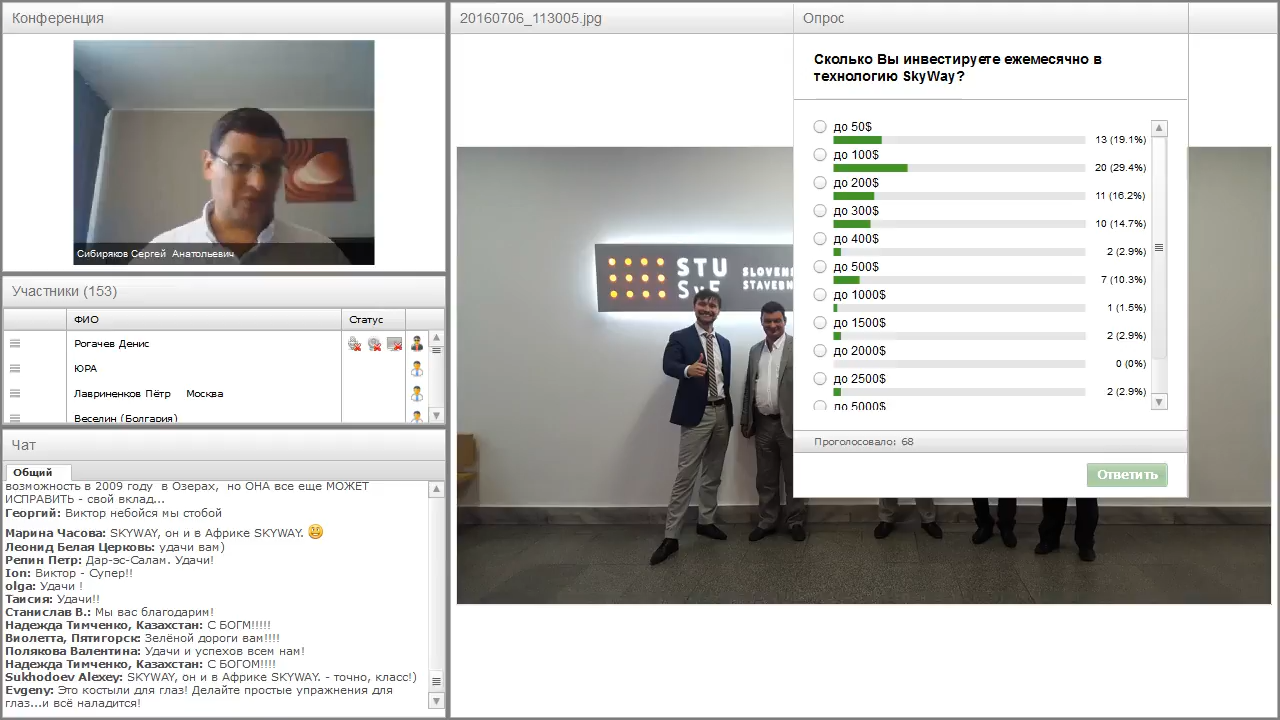 Конференция
Сибиряков Сергей Анатольевич
Участники (153)
ФИО
Статус
Рогачев Денис
ЮРА
Лавриненков Пётр Москва
Веселин (Болгария)
Чат
Общий
возможность в 2009 году в Озерах, но ОНА все еще МОЖЕТ
ИСПРАВИТЬ - свой вклад...
Георгий: Виктор небойся мы стобой
Марина Часова: SKYWAY, он и в Африке SKYWAY.
Леонид Белая Церковь: удачи вам)
Репин Петр: Дар-эс-Салам. Удачи!
Ion: Виктор - Супер!!
olga: Удачи !
Таисия: Удачи!!
Станислав В.: Мы вас благодарим!
Надежда Тимченко, Казахстан: С БОГМ!!!!!
Виолетта, Пятигорск: Зелёной дороги вам!!!!
Полякова Валентина: Удачи и успехов всем нам!
Надежда Тимченко, Казахстан: С БОГОМ!!!!
Sukhodoev Alexey: SKYWAY, он и в Африке SKYWAY. - точно, класс!)
Evgeny: Это костыли для глаз! Делайте простые упражнения для
глаз...и всё наладится!
20160706_113005.jpg
STU
SvF
SLOVENS
STAVEBN
Опрос
Сколько Вы инвестируете ежемесячно в
технологию SkyWay?
до 50$
13 (19.1%)
до 100$
20 (29.4%)
до 200$
11 (16.2%)
до 300$
10 (14.7%)
до 400$
2 (2.9%)
до 500$
7 (10.3%)
до 1000$
1 (1.5%)
до 1500$
2 (2.9%)
до 2000$
0 (0%)
до 2500$
2 (2.9%)
до 5000$
Проголосовало: 68
Ответить